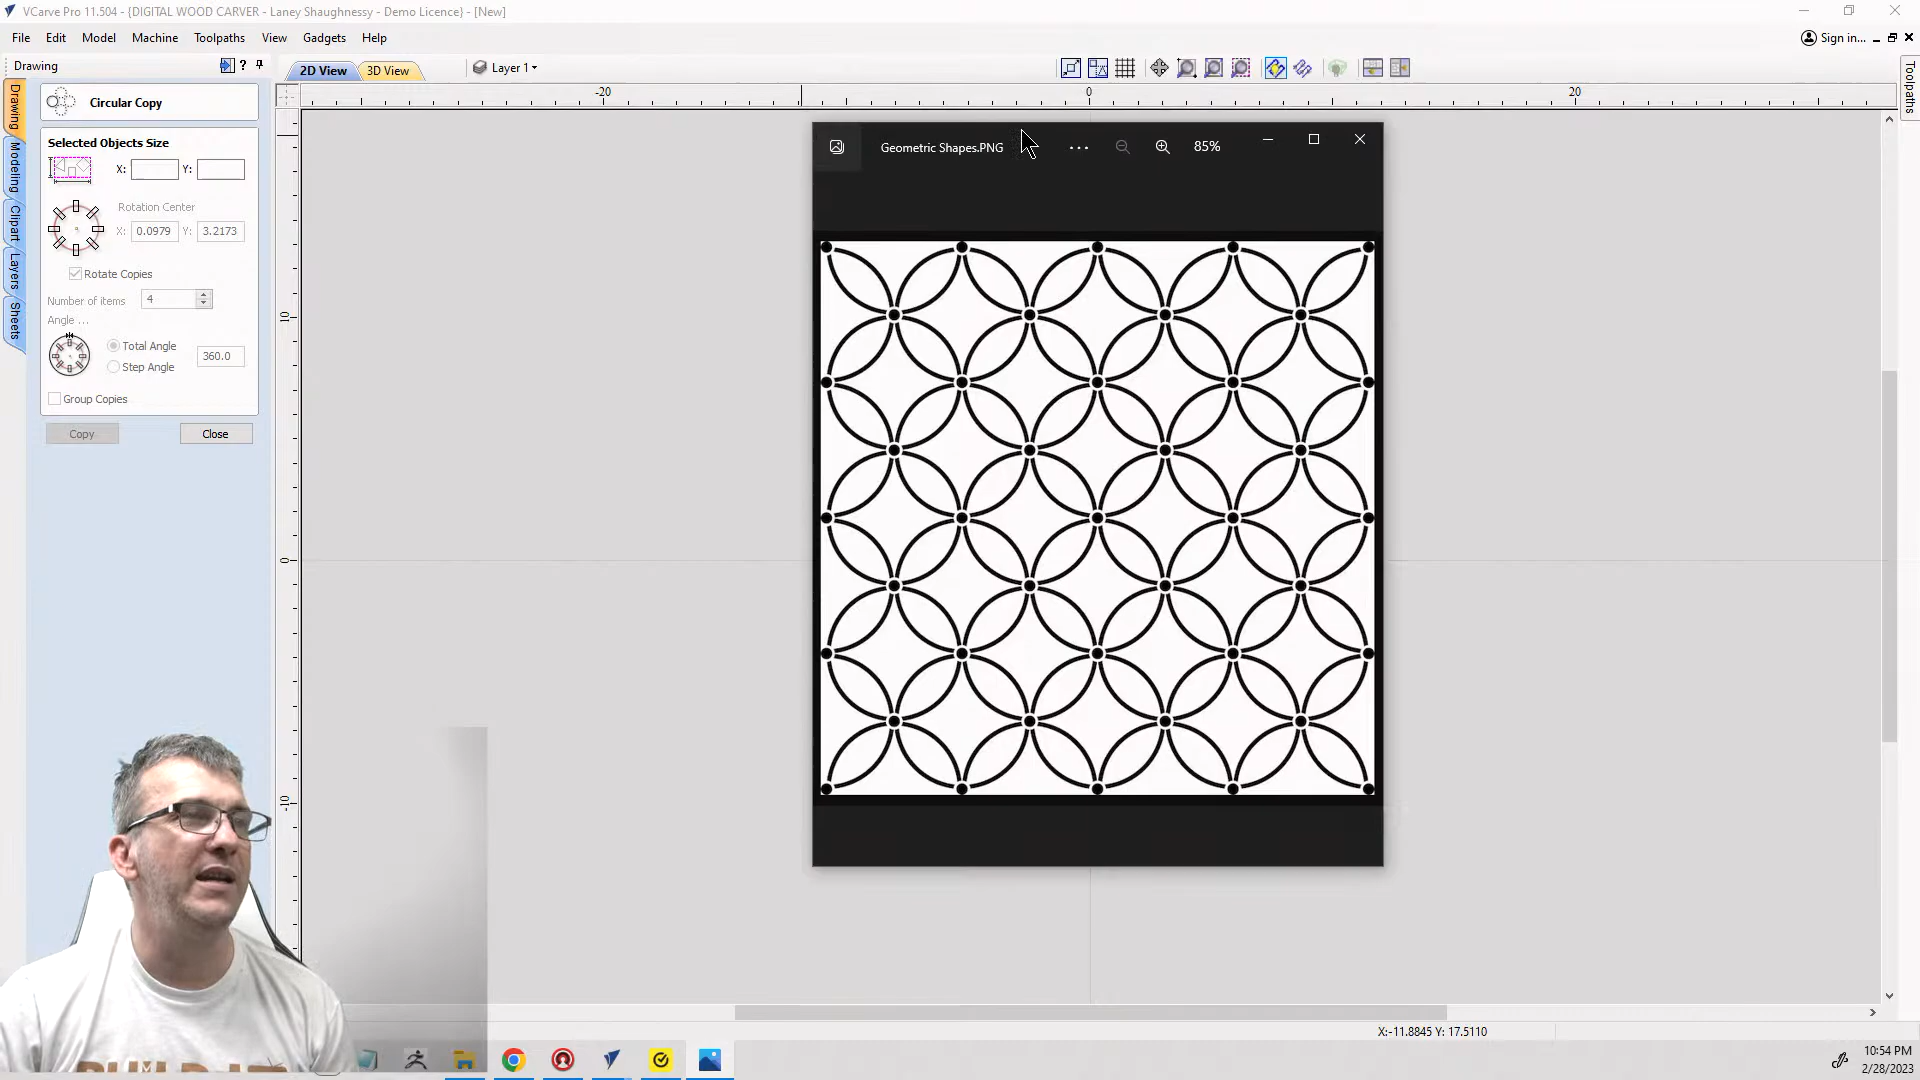 VCarve Pro 11.504 - {DIGITAL WOOD CARVER - Laney Shaughnessy - Demo Licence} - [New]
File Edit Model Machine Toolpaths View Gadgets Help
Sign in...
Drawing
?
2D View 3D View
Layer 1
Toolpaths
Drawing
Modeling
Clipart
Layers
Sheets
Circular Copy
Selected Objects Size
X: Y:
Rotation Center
X: 0.0979 Y: 3.2173
Rotate Copies
Number of items 4
Angle ...
Total Angle 360.0
Step Angle
Group Copies
Copy Close
-20 0 20
10
0
-10
Geometric Shapes.PNG ... 85%
X:-11.8845 Y: 17.5110
10:54 PM
2/28/2023